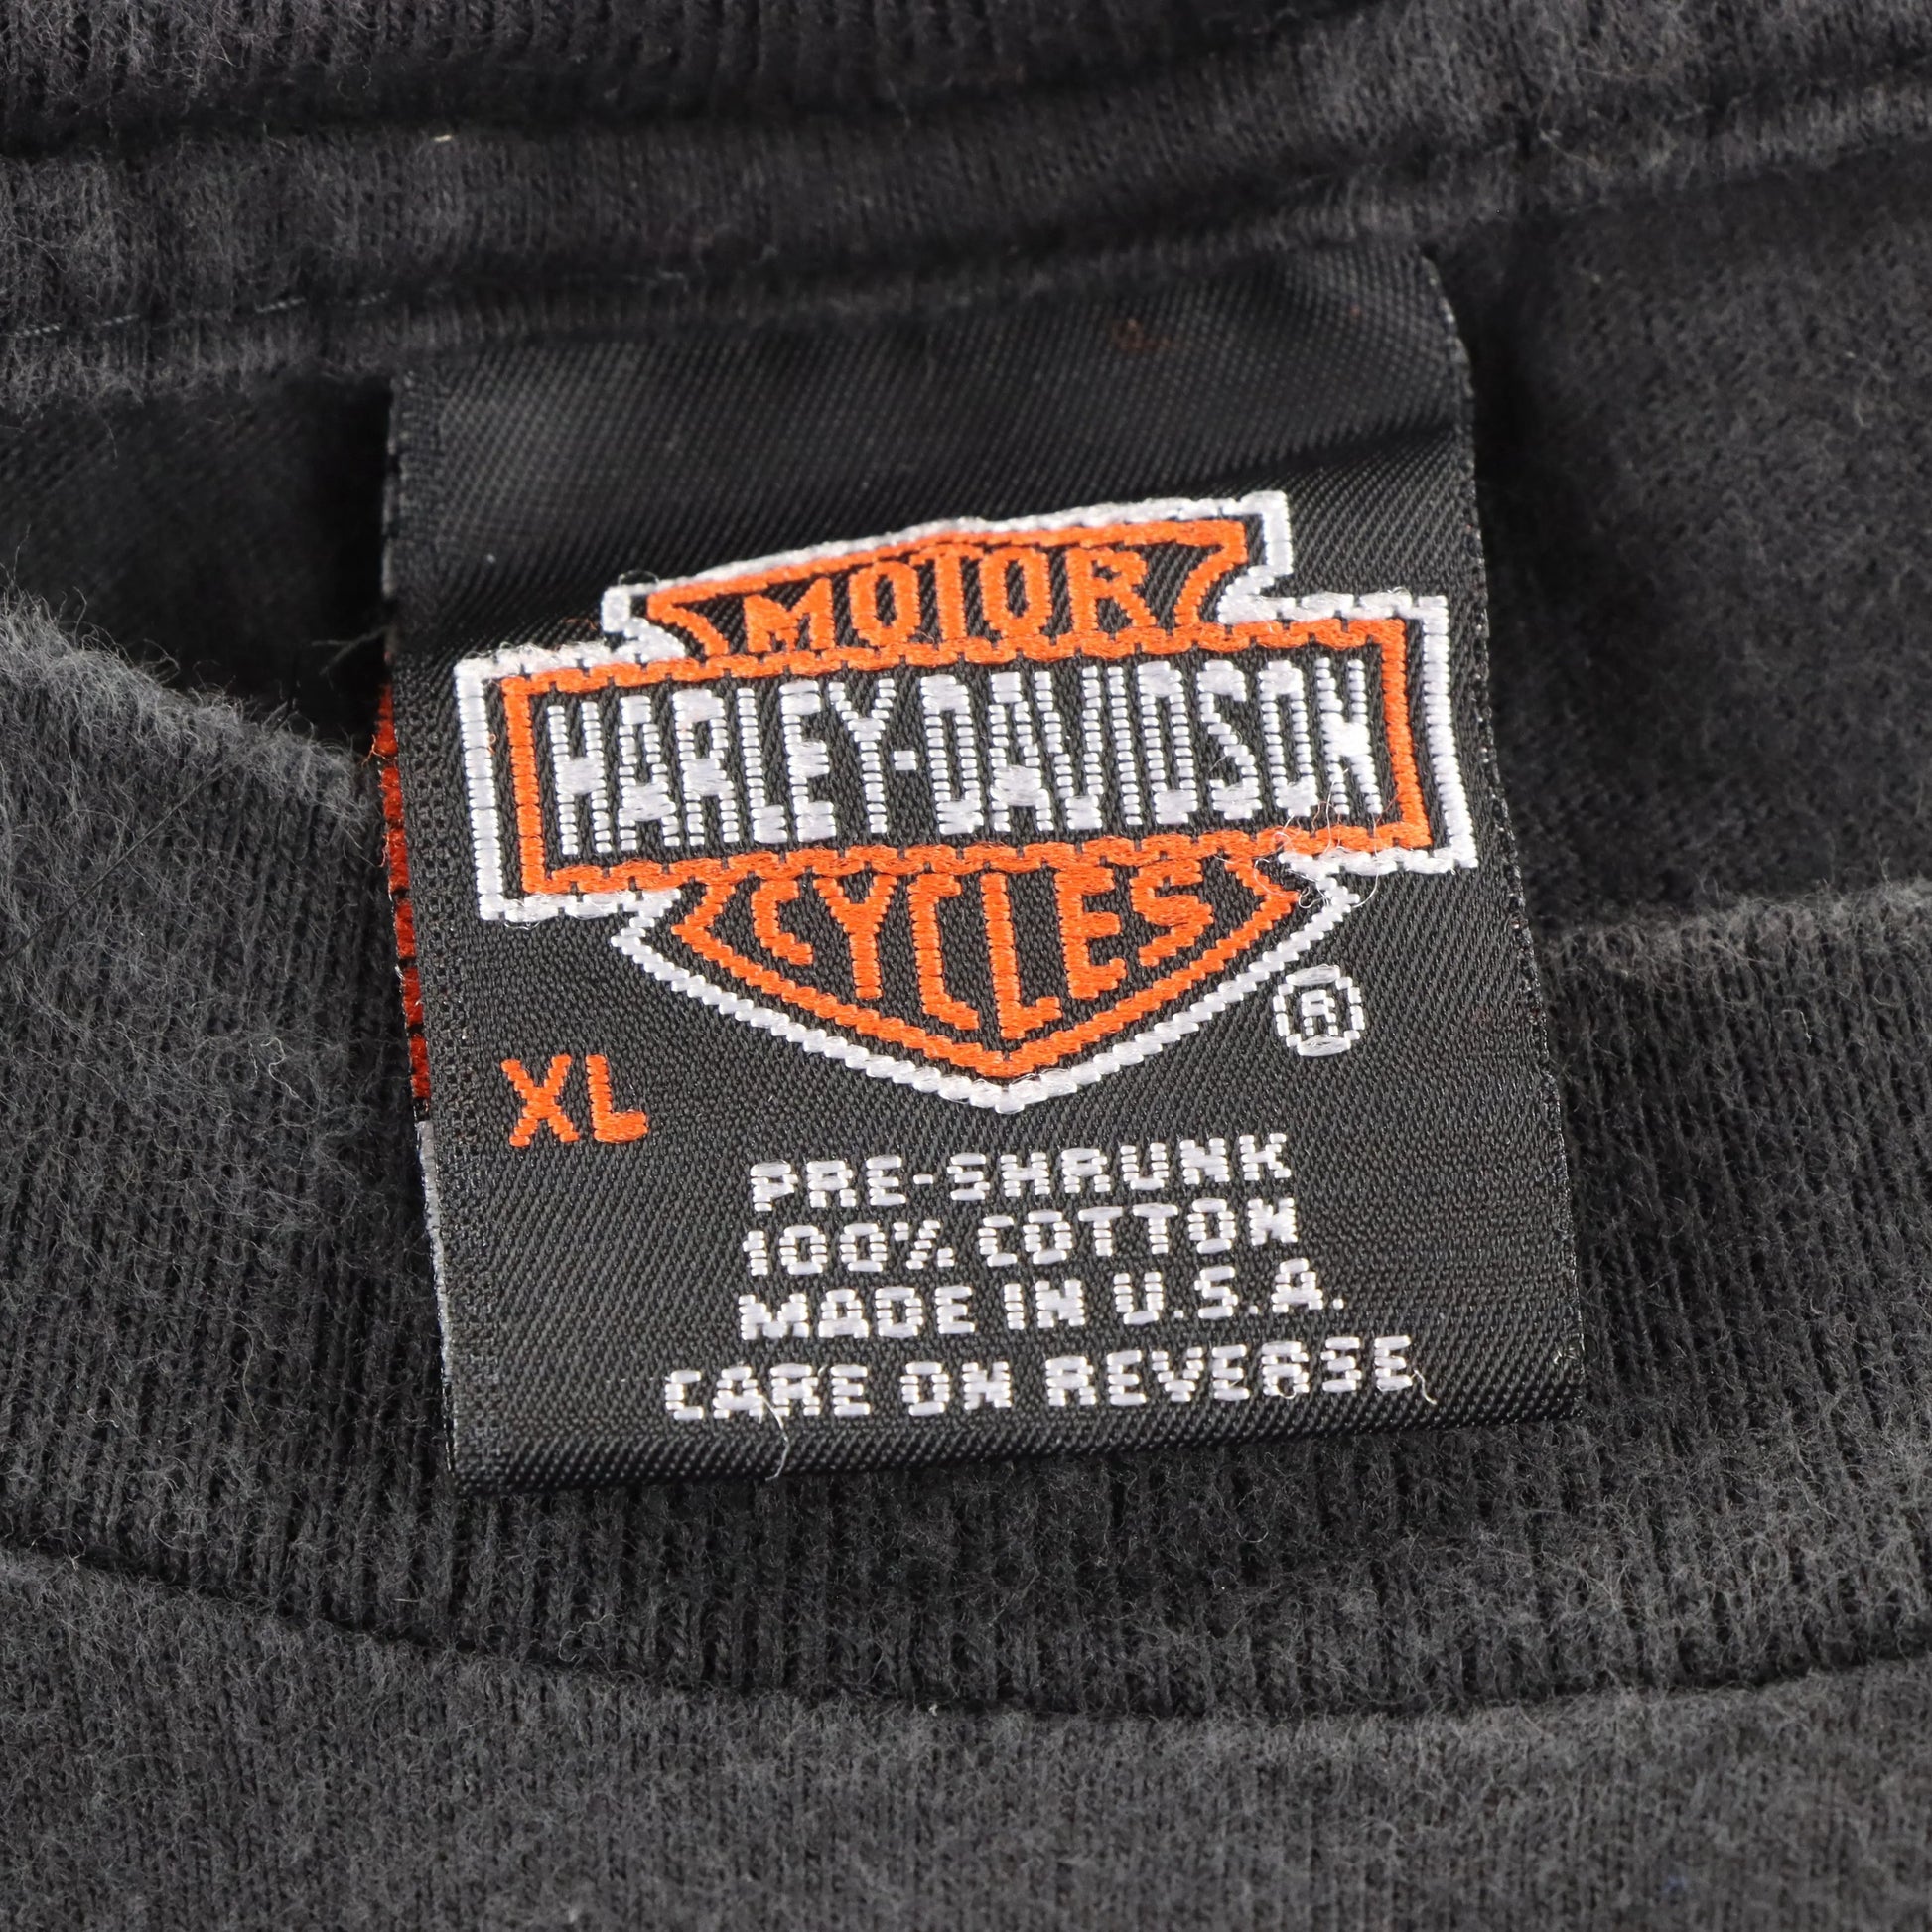 MOTOR
HARLEY-DAVIDSON
CYCLES
®
XL
PRE-SHRUNK
100% COTTON
MADE IN U.S.A.
CARE ON REVERSE